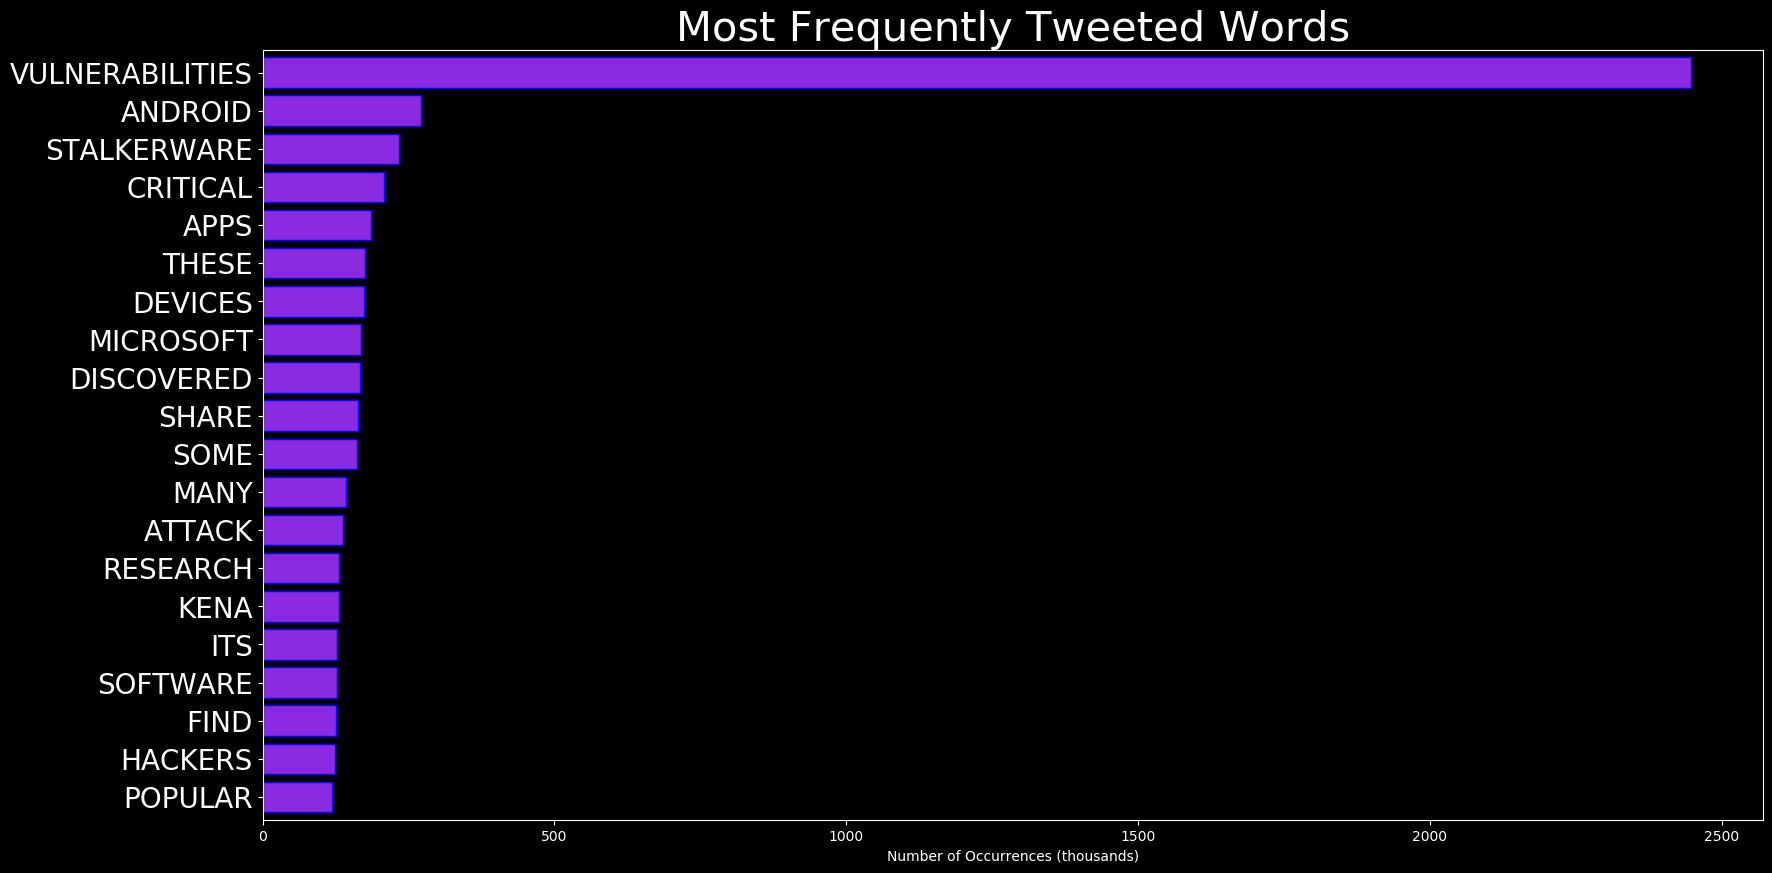 Most Frequently Tweeted Words
VULNERABILITIES
ANDROID
STALKERWARE
CRITICAL
APPS
THESE
DEVICES
MICROSOFT
DISCOVERED
SHARE
SOME
MANY
ATTACK
RESEARCH
KENA
ITS
SOFTWARE
FIND
HACKERS
POPULAR
0 500 1000 1500 2000 2500
Number of Occurrences (thousands)